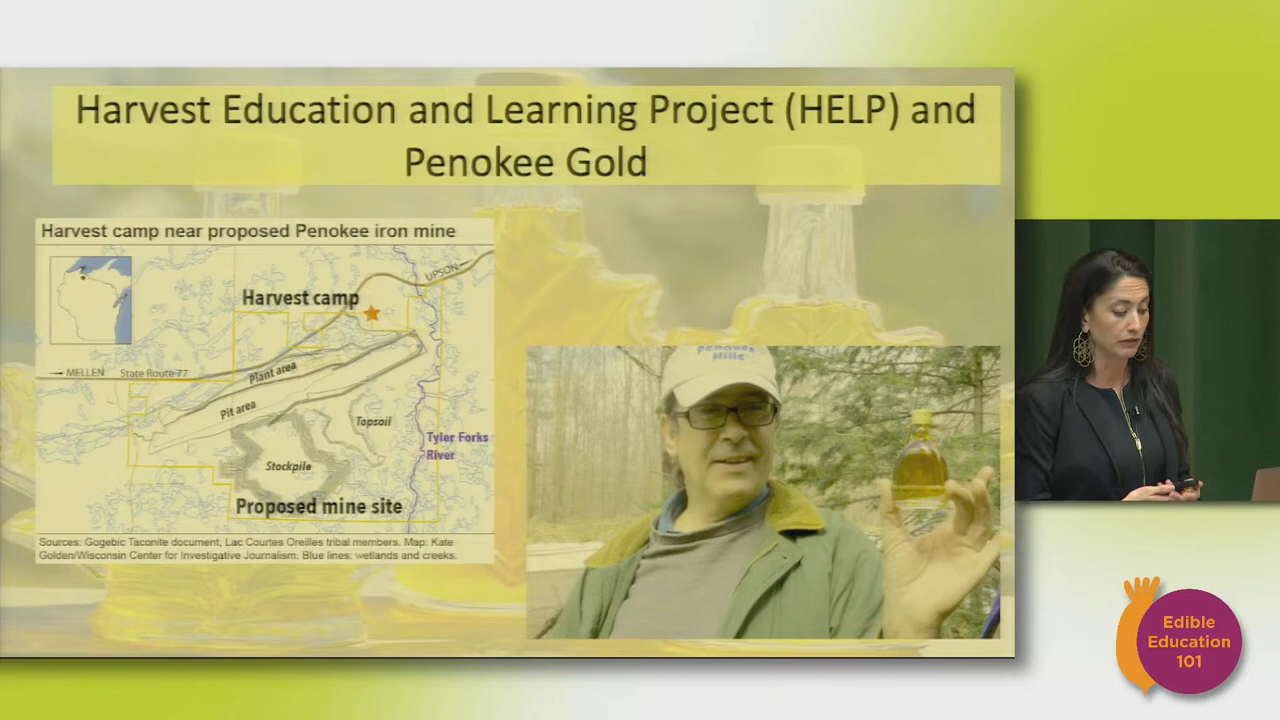 Harvest Education and Learning Project (HELP) and
Penokee Gold
Harvest camp near proposed Penokee iron mine
UPSON
Harvest camp
MELLEN State Route 77
Plant area
Pit area
Topsoil
Tyler Forks
River
Stockpile
Proposed mine site
Sources: Gogebic Taconite document, Lac Courtes Oreilles tribal members. Map: Kate
Golden/Wisconsin Center for Investigative Journalism. Blue lines: wetlands and creeks.
Penokee
Hills
Edible
Education
101